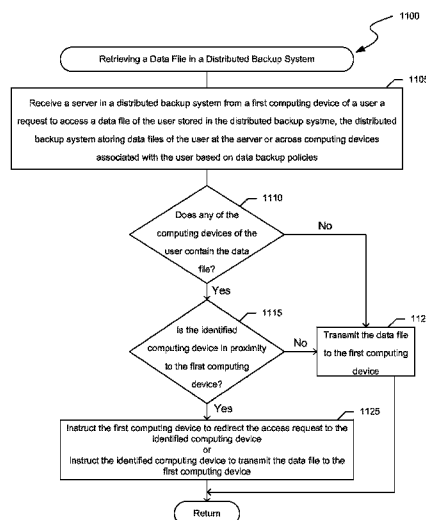 1100
Retrieving a Data File in a Distributed Backup System
1105
Receive a server in a distributed backup system from a first computing device of a user a
request to access a data file of the user stored in the distributed backup systme, the distributed
backup system storing data files of the user at the server or across computing devices
associated with the user based on data backup policies
1110
Does any of the
computing devices of the
user contain the data
file?
No
Yes
1115
Is the identified
computing device in proximity
to the first computing
device?
No
112
Transmit the data file
to the first computing
device
Yes
1125
Instruct the first computing device to redirect the access request to the
identified computing device
or
Instruct the identified computing device to transmit the data file to the
first computing device
Return